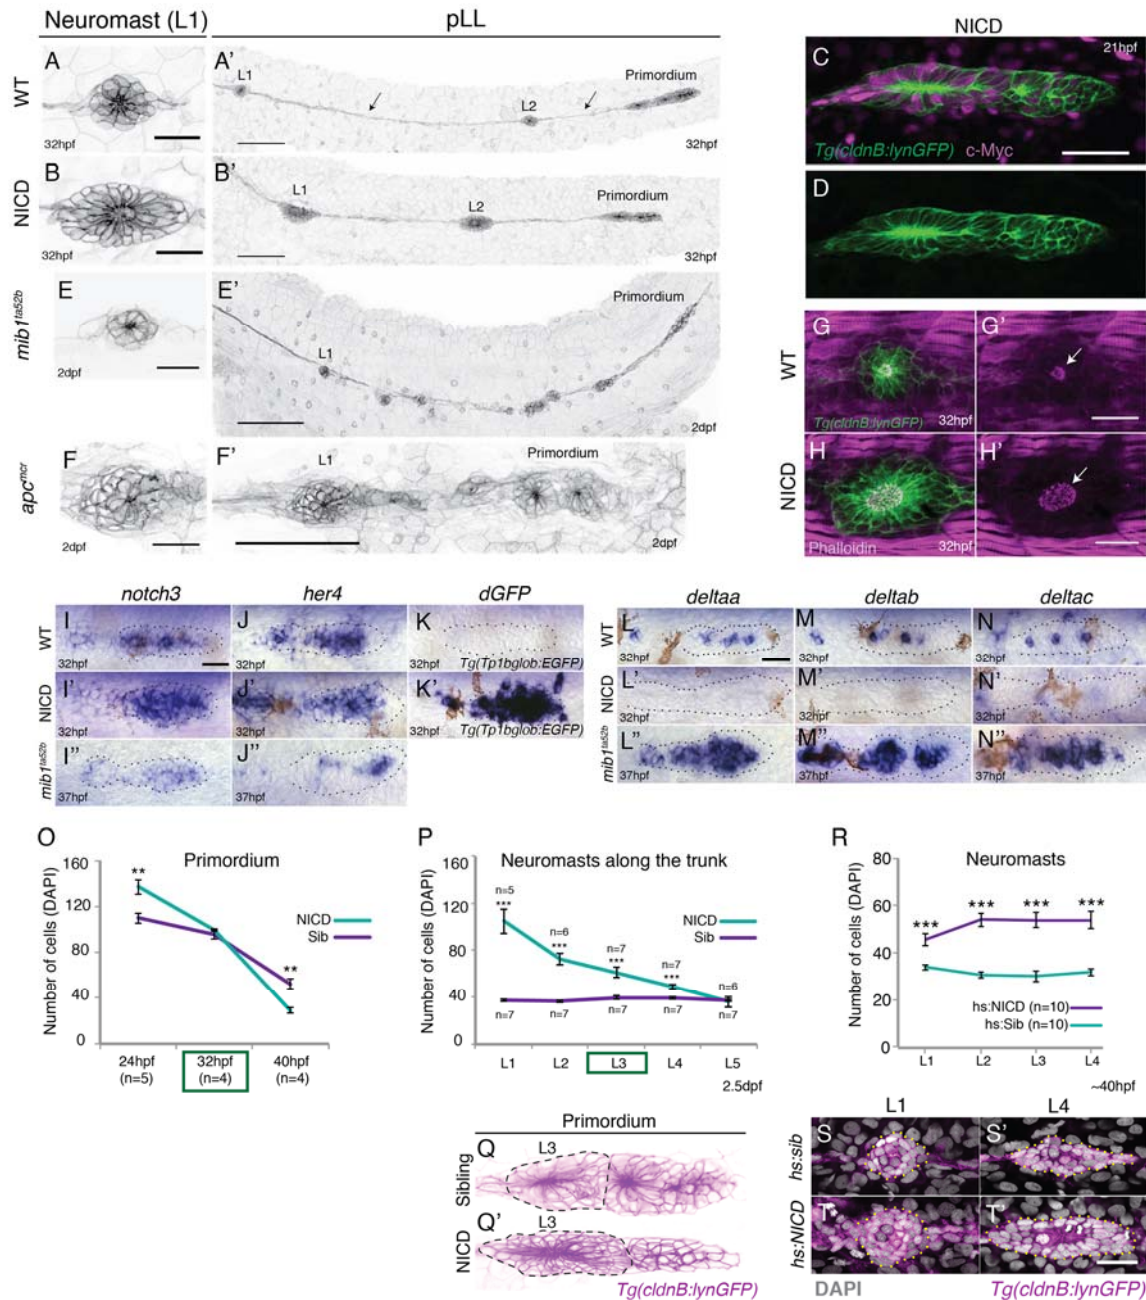 Neuromast (L1)
pLL
NICD
WT
A
32hpf
A'
L1
L2
Primordium
32hpf
C
21hpf
Tg(cldnB:lynGFP) c-Myc
NICD
B
32hpf
B'
L1
L2
Primordium
32hpf
D
mib1ta52b
E
2dpf
E'
L1
Primordium
2dpf
WT
G
Tg(cldnB:lynGFP) 32hpf
G'
apcmcr
F
2dpf
F'
L1
Primordium
2dpf
NICD
H
Phalloidin 32hpf
H'
notch3 her4 dGFP
WT
I
32hpf
J
32hpf
K
32hpf
Tg(Tp1bglob:EGFP)
NICD
I'
32hpf
J'
32hpf
K'
32hpf
Tg(Tp1bglob:EGFP)
mib1ta52b
I''
37hpf
J''
37hpf
deltaa deltab deltac
WT
L
32hpf
M
32hpf
N
32hpf
NICD
L'
32hpf
M'
32hpf
N'
32hpf
mib1ta52b
L''
37hpf
M''
37hpf
N''
37hpf
O
Primordium
Number of cells (DAPI)
160
120
80
40
0
**
**
NICD
Sib
24hpf 32hpf 40hpf
(n=5) (n=4) (n=4)
P
Neuromasts along the trunk
Number of cells (DAPI)
160
120
80
40
0
n=5
***
n=6
***
n=7
***
n=7
***
n=6
NICD
Sib
n=7 n=7 n=7 n=7 n=7
L1 L2 L3 L4 L5
2.5dpf
R
Neuromasts
Number of cells (DAPI)
80
60
40
20
0
*** *** *** ***
hs:NICD (n=10)
hs:Sib (n=10)
L1 L2 L3 L4
~40hpf
Primordium
Sibling
Q
L3
NICD
Q'
L3
Tg(cldnB:lynGFP)
L1 L4
hs:sib
S
S'
hs:NICD
T
T'
DAPI Tg(cldnB:lynGFP)